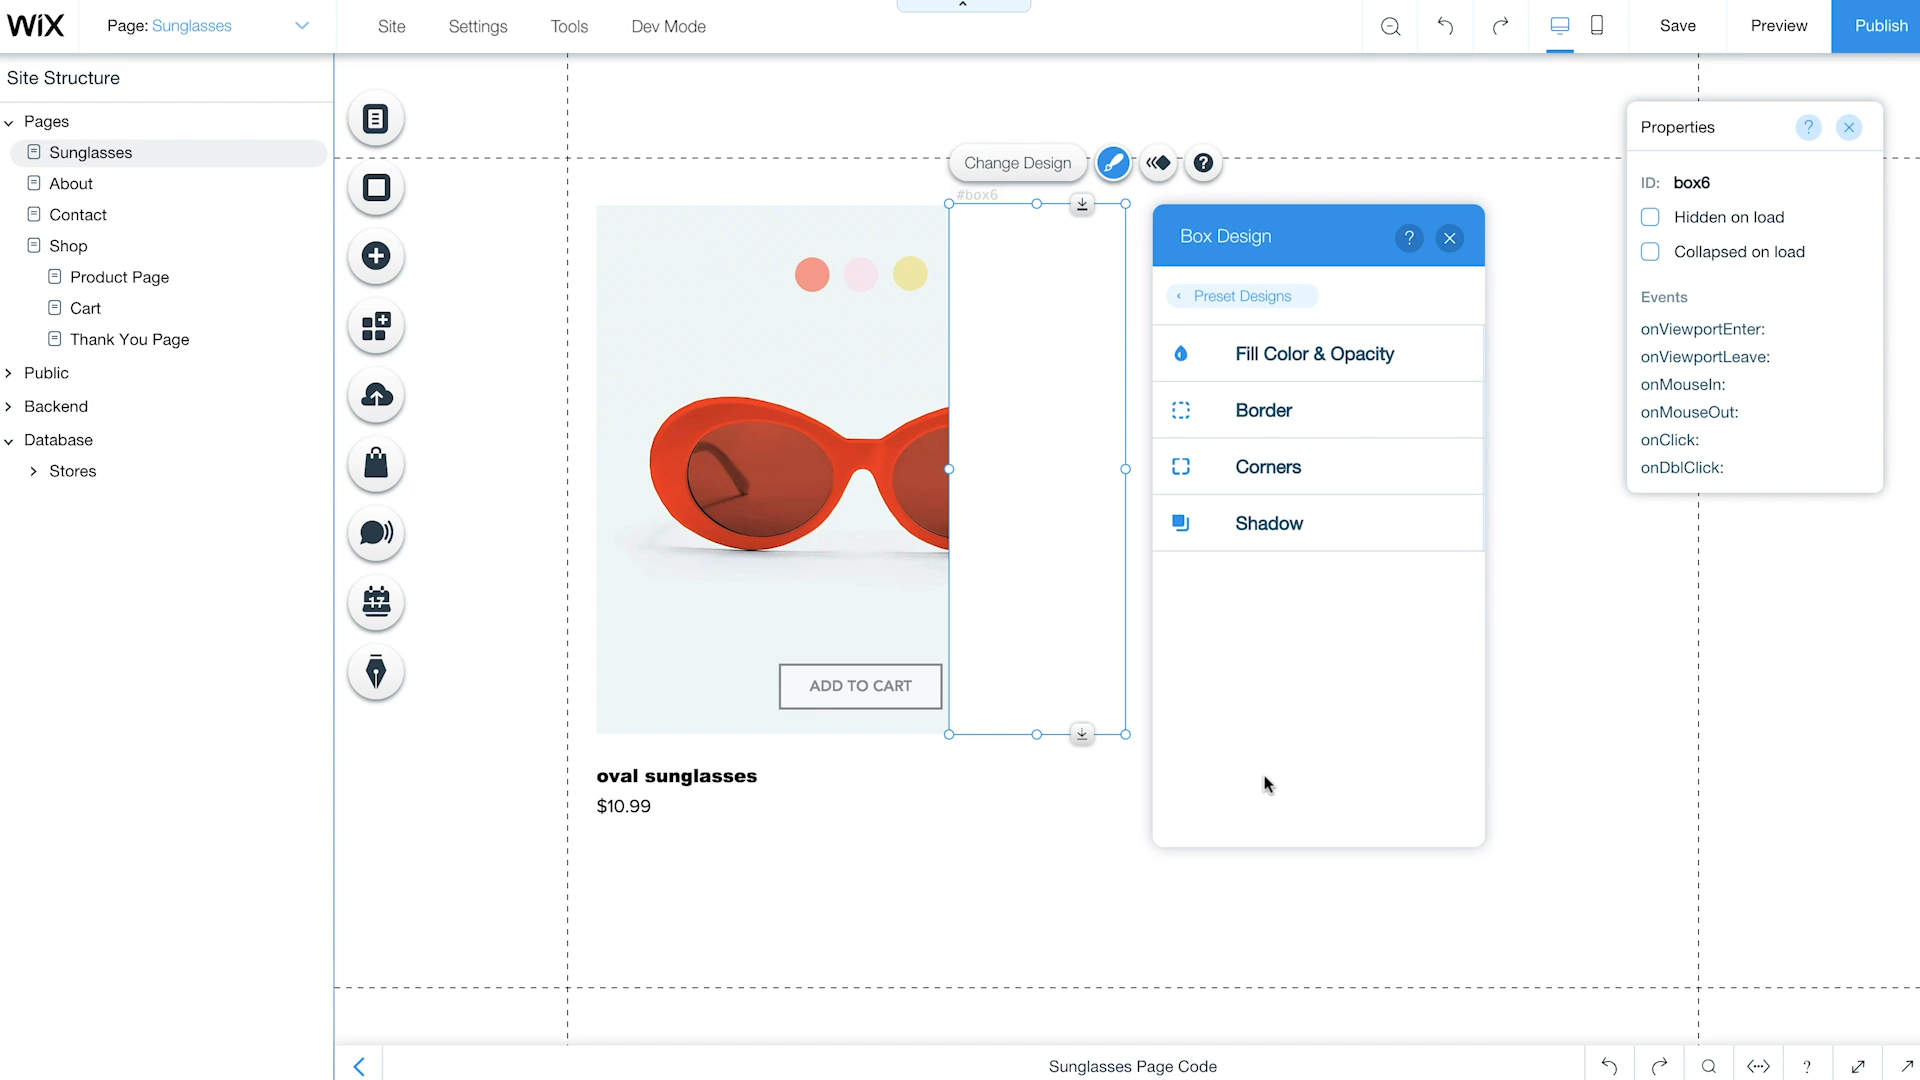 WiX
Page: Sunglasses
Site
Settings
Tools
Dev Mode
Save
Preview
Publish
Site Structure
Pages
Sunglasses
About
Contact
Shop
Product Page
Cart
Thank You Page
Public
Backend
Database
Stores
17
Change Design
?
#box6
ADD TO CART
oval sunglasses
$10.99
Box Design
?
Preset Designs
Fill Color & Opacity
Border
Corners
Shadow
Properties
?
ID: box6
Hidden on load
Collapsed on load
Events
onViewportEnter:
onViewportLeave:
onMouseIn:
onMouseOut:
onClick:
onDblClick:
Sunglasses Page Code
?